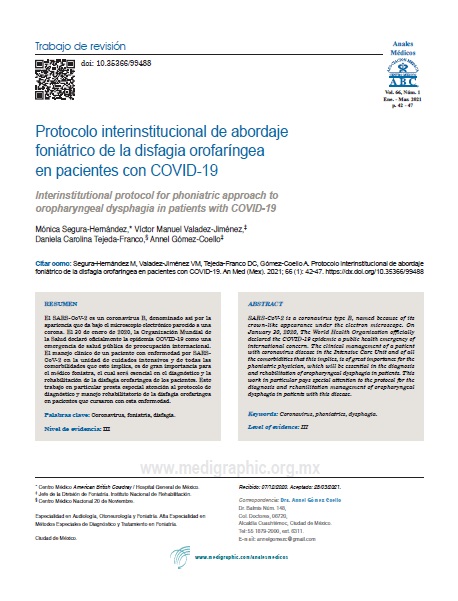 Trabajo de revisión
doi: 10.35366/99488
Anales
Médicos
ASOCIACIÓN MÉDICA
CENTRO MÉDICO
ABC
Vol. 66, Núm. 1
Ene. - Mar. 2021
p. 42 - 47
Protocolo interinstitucional de abordaje
foniátrico de la disfagia orofaríngea
en pacientes con COVID-19
Interinstitutional protocol for phoniatric approach to
oropharyngeal dysphagia in patients with COVID-19
Mónica Segura-Hernández,* Víctor Manuel Valadez-Jiménez,‡
Daniela Carolina Tejeda-Franco,§ Annel Gómez-Coello‡
Citar como: Segura-Hernández M, Valadez-Jiménez VM, Tejeda-Franco DC, Gómez-Coello A. Protocolo interinstitucional de abordaje
foniátrico de la disfagia orofaríngea en pacientes con COVID-19. An Med (Mex). 2021; 66 (1): 42-47. https://dx.doi.org/10.35366/99488
RESUMEN
El SARS-CoV-2 es un coronavirus B, denominado así por la
apariencia que da bajo el microscopio electrónico parecido a una
corona. El 20 de enero de 2020, la Organización Mundial de
la Salud declaró oficialmente la epidemia COVID-19 como una
emergencia de salud pública de preocupación internacional.
El manejo clínico de un paciente con enfermedad por SARS-
CoV-2 en la unidad de cuidados intensivos y de todas las
comorbilidades que esto implica, es de gran importancia para
el médico foniatra, el cual será esencial en el diagnóstico y la
rehabilitación de la disfagia orofaríngea de los pacientes. Este
trabajo en particular presta especial atención al protocolo de
diagnóstico y manejo rehabilitatorio de la disfagia orofaríngea
en pacientes que cursaron con esta enfermedad.
Palabras clave: Coronavirus, foniatría, disfagia.
Nivel de evidencia: III
ABSTRACT
SARS-CoV-2 is a coronavirus type B, named because of its
crown-like appearance under the electron microscope. On
January 20, 2020, The World Health Organization officially
declared the COVID-19 epidemic a public health emergency of
international concern. The clinical management of a patient
with coronavirus disease in the Intensive Care Unit and of all
the comorbidities that this implies, is of great importance for the
phoniatric physician, which will be essential in the diagnosis
and rehabilitation of oropharyngeal dysphagia in patients. This
work in particular pays special attention to the protocol for the
diagnosis and rehabilitation management of oropharyngeal
dysphagia in patients with this disease.
Keywords: Coronavirus, phoniatrics, dysphagia.
Level of evidence: III
www.medigraphic.org.mx
* Centro Médico American British Cowdray / Hospital General de México.
‡ Jefe de la División de Foniatría. Instituto Nacional de Rehabilitación.
§ Centro Médico Nacional 20 de Noviembre.
Especialidad en Audiología, Otoneurología y Foniatría. Alta Especialidad en
Métodos Especiales de Diagnóstico y Tratamiento en Foniatría.
Ciudad de México.
Recibido: 07/12/2020. Aceptado: 28/03/2021.
Correspondencia: Dra. Annel Gómez Coello
Dr. Balmis Núm. 148,
Col. Doctores, 06720,
Alcaldía Cuauhtémoc, Ciudad de México.
Tel: 55 1879-2000, ext. 6311.
E-mail: annelgomezc@gmail.com
www.medigraphic.com/analesmedicos